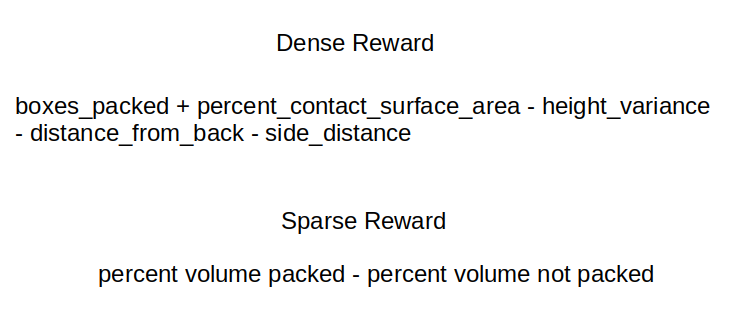 Dense Reward
boxes_packed + percent_contact_surface_area - height_variance
- distance_from_back - side_distance
Sparse Reward
percent volume packed - percent volume not packed